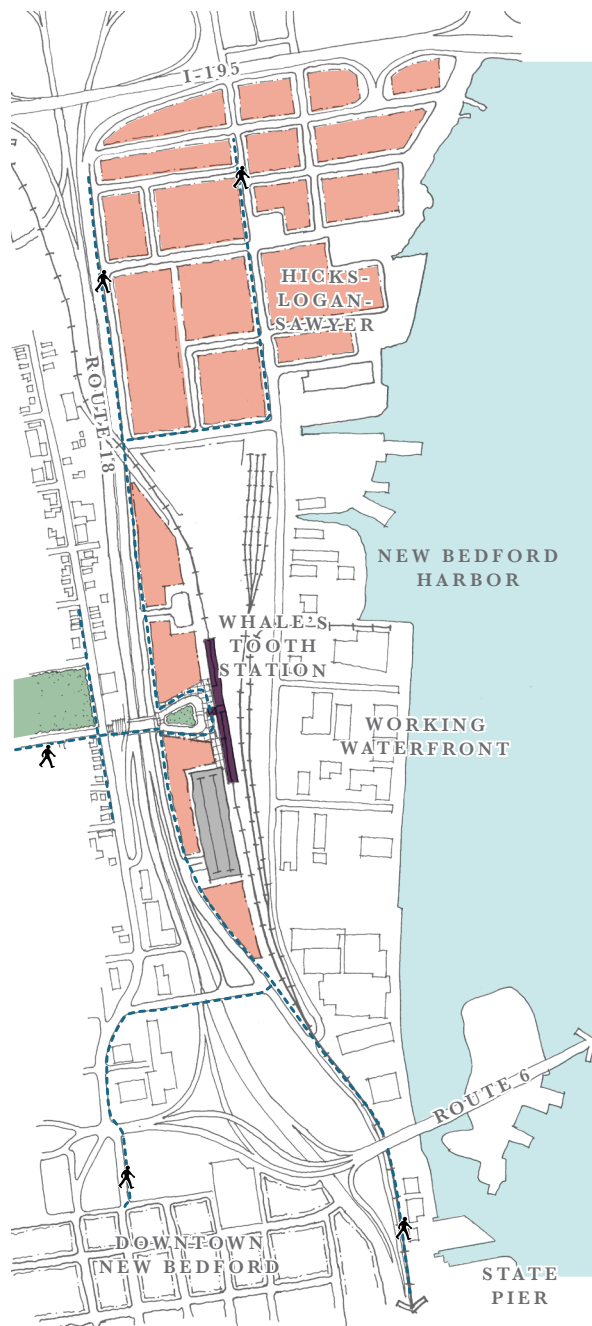 I-195
HICKS-
LOGAN-
SAWYER
ROUTE 18
NEW BEDFORD
HARBOR
WHALE'S
TOOTH
STATION
WORKING
WATERFRONT
ROUTE 6
DOWNTOWN
NEW BEDFORD
STATE
PIER